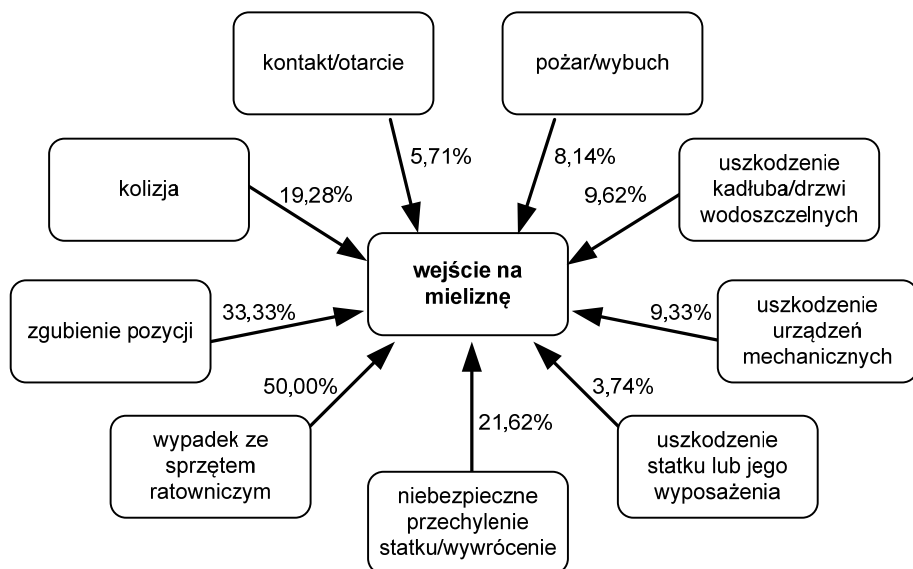 kontakt/otarcie
pożar/wybuch
5,71%
8,14%
kolizja
19,28%
9,62%
uszkodzenie
kadłuba/drzwi
wodoszczelnych
wejście na
mieliznę
zgubienie pozycji
33,33%
9,33%
uszkodzenie
urządzeń
mechanicznych
50,00%
3,74%
wypadek ze
sprzętem
ratowniczym
21,62%
uszkodzenie
statku lub jego
wyposażenia
niebezpieczne
przechylenie
statku/wywrócenie